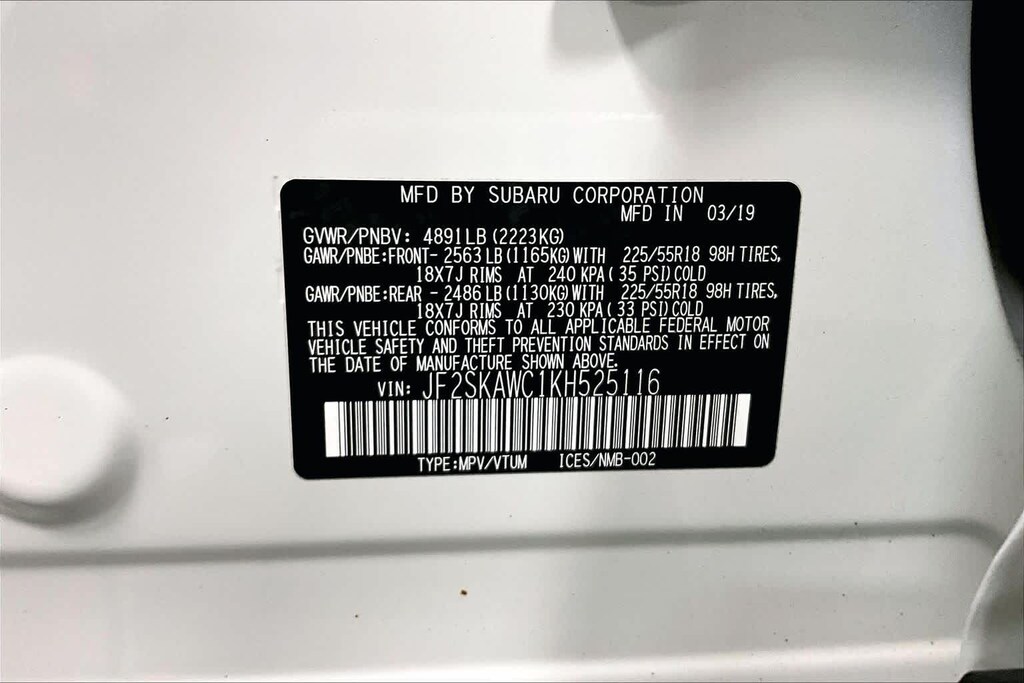 MFD BY SUBARU CORPORATION
MFD IN 03/19
GVWR/PNBV: 4891LB (2223KG)
GAWR/PNBE:FRONT- 2563 LB (1165KG) WITH 225/55R18 98H TIRES,
18X7J RIMS AT 240 KPA ( 35 PSI) COLD
GAWR/PNBE:REAR - 2486 LB (1130KG) WITH 225/55R18 98H TIRES,
18X7J RIMS AT 230 KPA ( 33 PSI) COLD
THIS VEHICLE CONFORMS TO ALL APPLICABLE FEDERAL MOTOR
VEHICLE SAFETY AND THEFT PREVENTION STANDARDS IN EFFECT ON
THE DATE OF MANUFACTURE SHOWN ABOVE.
VIN: JF2SKAWC1KH525116
TYPE:MPV/VTUM ICES/NMB-002